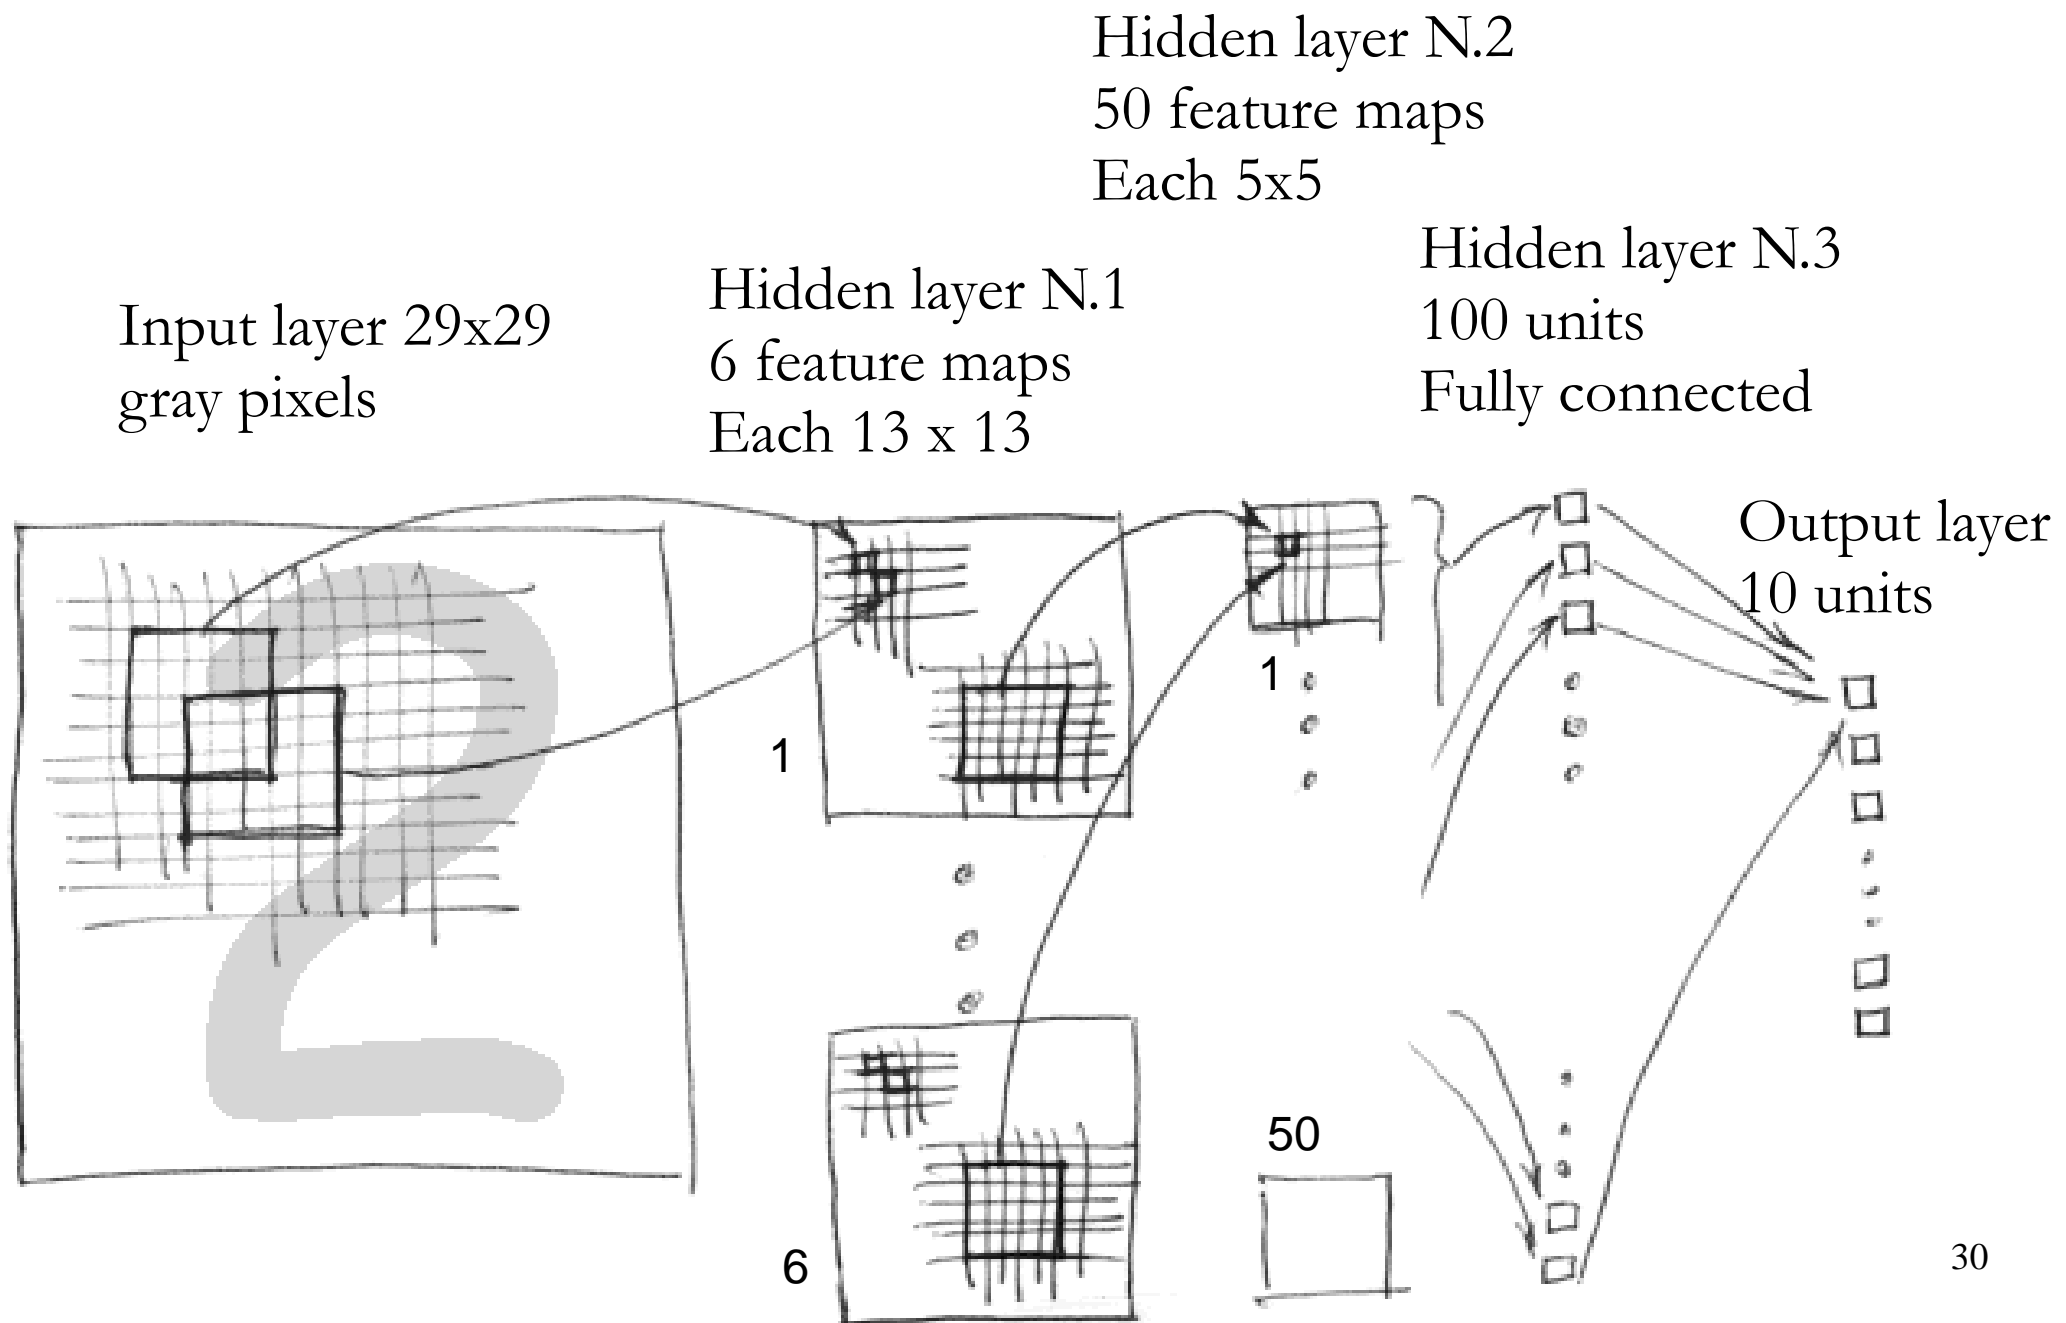 Hidden layer N.2
50 feature maps
Each 5x5
Hidden layer N.3
100 units
Fully connected
Hidden layer N.1
6 feature maps
Each 13 x 13
Input layer 29x29
gray pixels
Output layer
10 units
1
1
2
50
6
30